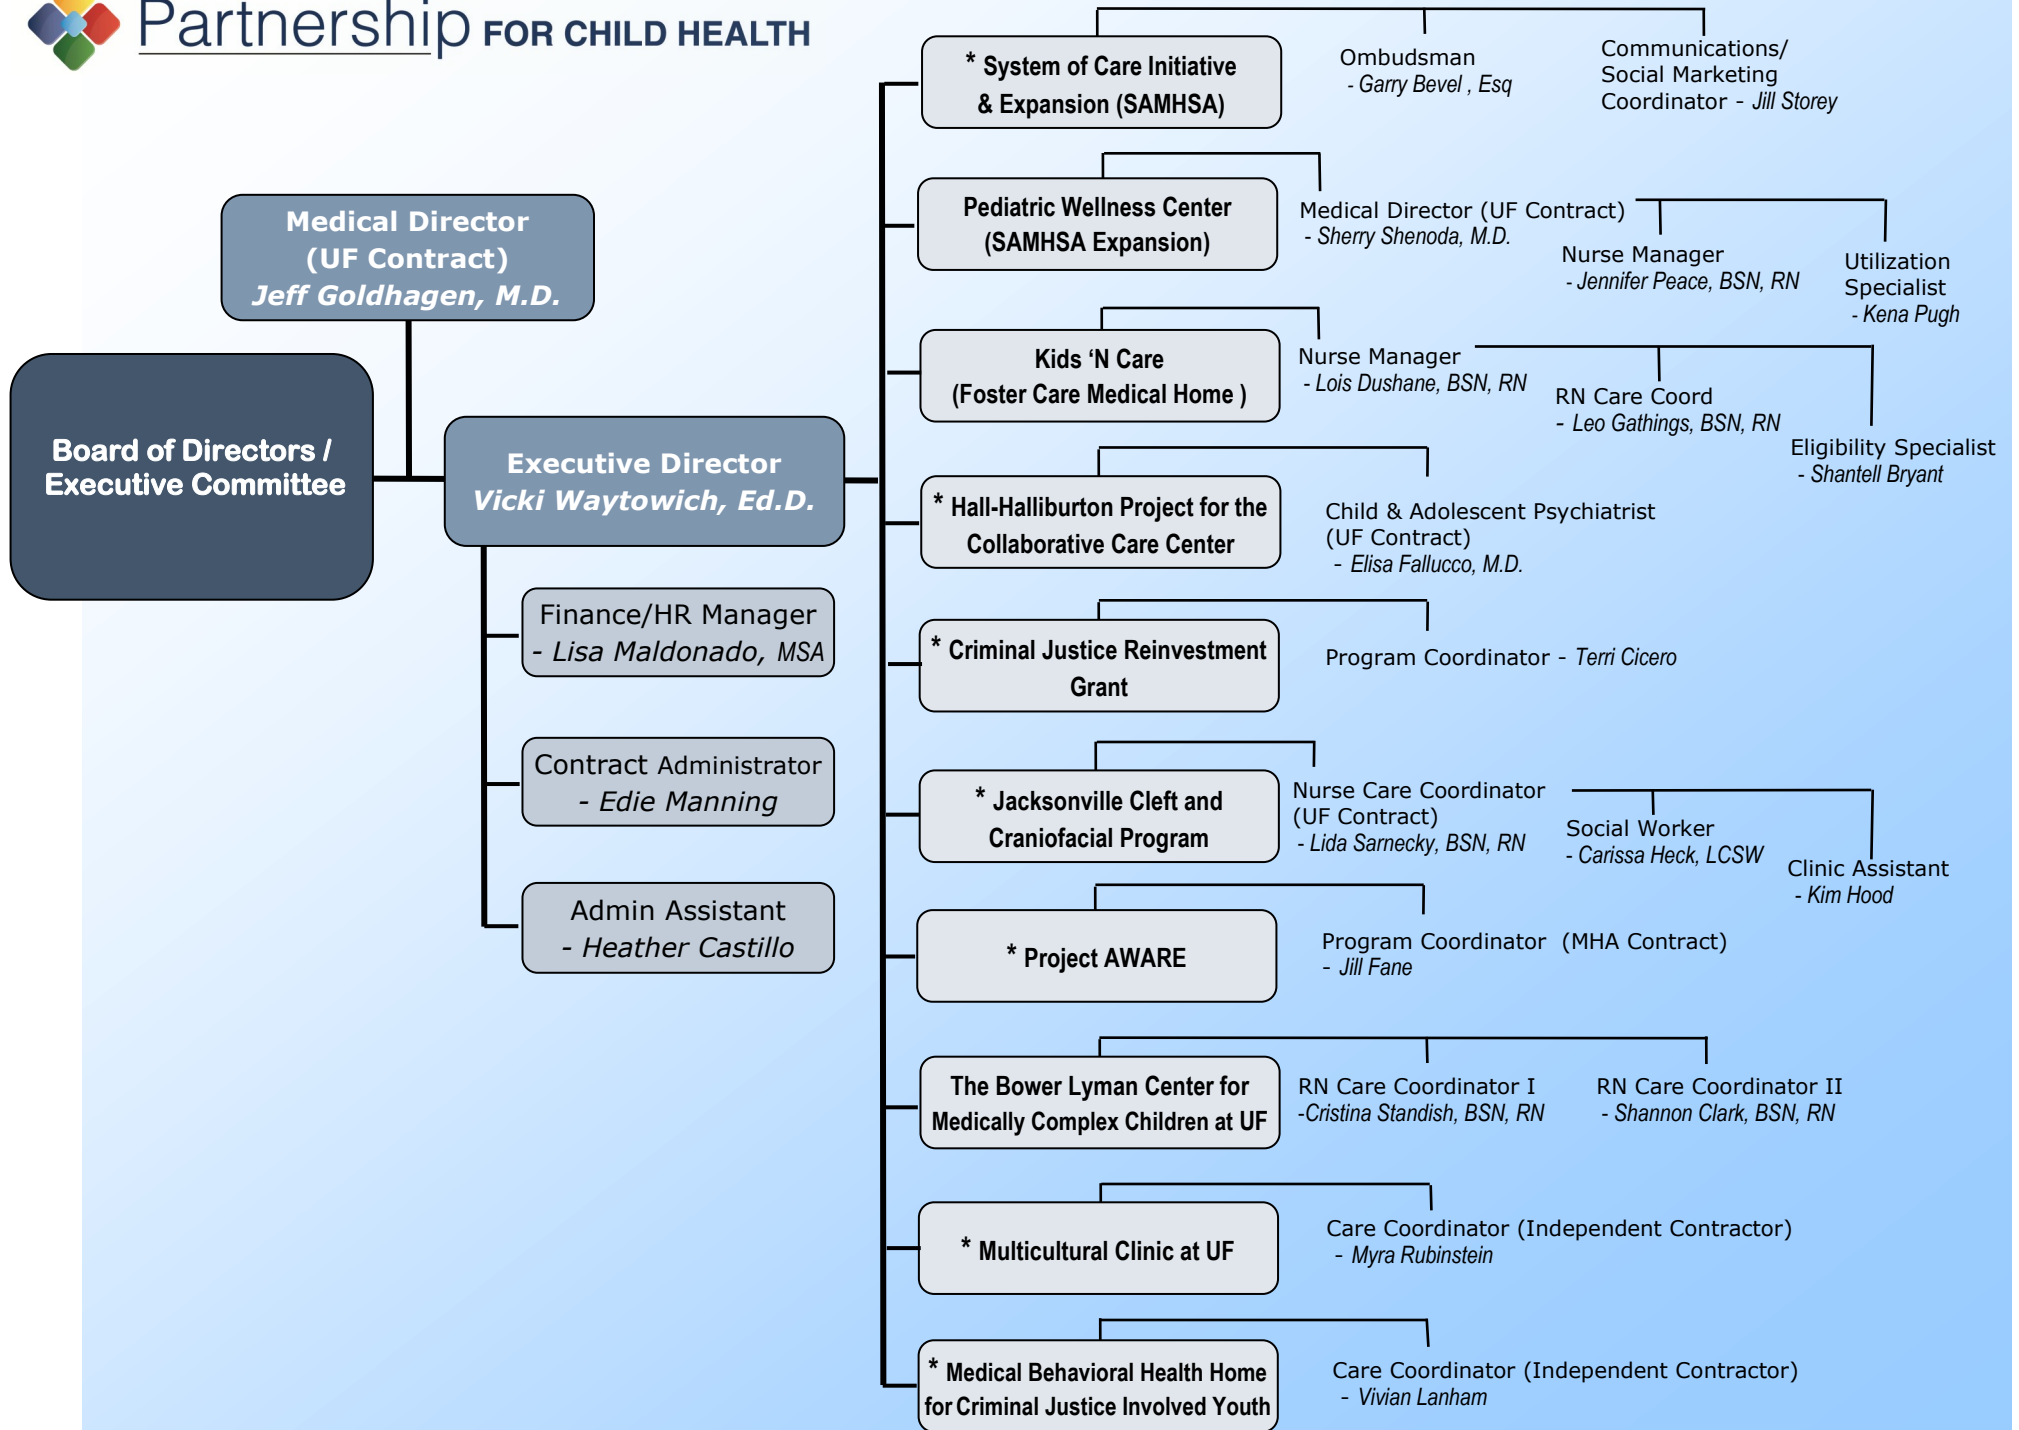 Partnership FOR CHILD HEALTH
Medical Director
(UF Contract)
Jeff Goldhagen, M.D.
Board of Directors /
Executive Committee
Executive Director
Vicki Waytowich, Ed.D.
Finance/HR Manager
- Lisa Maldonado, MSA
Contract Administrator
- Edie Manning
Admin Assistant
- Heather Castillo
* System of Care Initiative
& Expansion (SAMHSA)
Ombudsman
- Garry Bevel , Esq
Communications/
Social Marketing
Coordinator - Jill Storey
Pediatric Wellness Center
(SAMHSA Expansion)
Medical Director (UF Contract)
- Sherry Shenoda, M.D.
Nurse Manager
- Jennifer Peace, BSN, RN
Utilization
Specialist
- Kena Pugh
Kids ‘N Care
(Foster Care Medical Home )
Nurse Manager
- Lois Dushane, BSN, RN
RN Care Coord
- Leo Gathings, BSN, RN
Eligibility Specialist
- Shantell Bryant
* Hall-Halliburton Project for the
Collaborative Care Center
Child & Adolescent Psychiatrist
(UF Contract)
- Elisa Fallucco, M.D.
* Criminal Justice Reinvestment
Grant
Program Coordinator - Terri Cicero
* Jacksonville Cleft and
Craniofacial Program
Nurse Care Coordinator
(UF Contract)
- Lida Sarnecky, BSN, RN
Social Worker
- Carissa Heck, LCSW
Clinic Assistant
- Kim Hood
* Project AWARE
Program Coordinator (MHA Contract)
- Jill Fane
The Bower Lyman Center for
Medically Complex Children at UF
RN Care Coordinator I
-Cristina Standish, BSN, RN
RN Care Coordinator II
- Shannon Clark, BSN, RN
* Multicultural Clinic at UF
Care Coordinator (Independent Contractor)
- Myra Rubinstein
* Medical Behavioral Health Home
for Criminal Justice Involved Youth
Care Coordinator (Independent Contractor)
- Vivian Lanham